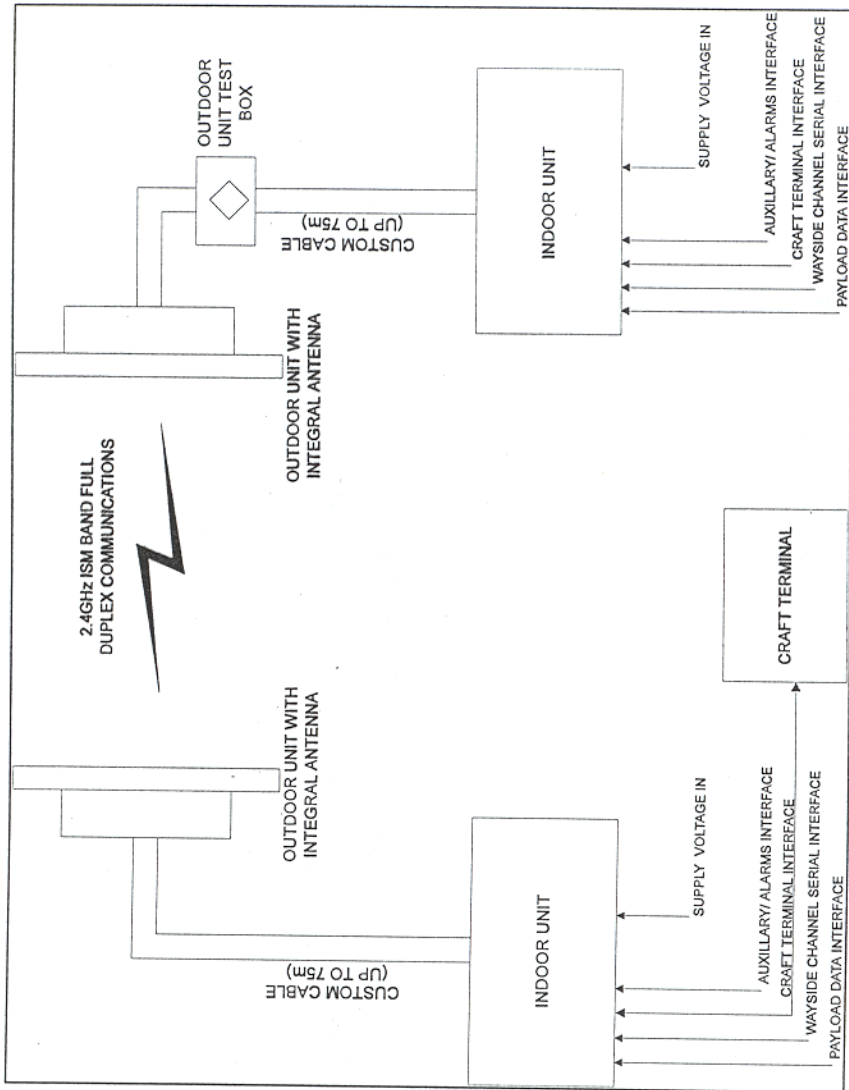 2.4GHz ISM BAND FULL
DUPLEX COMMUNICATIONS
OUTDOOR
UNIT TEST
BOX
OUTDOOR UNIT WITH
INTEGRAL ANTENNA
OUTDOOR UNIT WITH
INTEGRAL ANTENNA
CUSTOM CABLE
(UP TO 75m)
CUSTOM CABLE
(UP TO 75m)
INDOOR UNIT
INDOOR UNIT
SUPPLY VOLTAGE IN
AUXILLARY/ ALARMS INTERFACE
CRAFT TERMINAL INTERFACE
WAYSIDE CHANNEL SERIAL INTERFACE
PAYLOAD DATA INTERFACE
CRAFT TERMINAL
SUPPLY VOLTAGE IN
AUXILLARY/ ALARMS INTERFACE
CRAFT TERMINAL INTERFACE
WAYSIDE CHANNEL SERIAL INTERFACE
PAYLOAD DATA INTERFACE